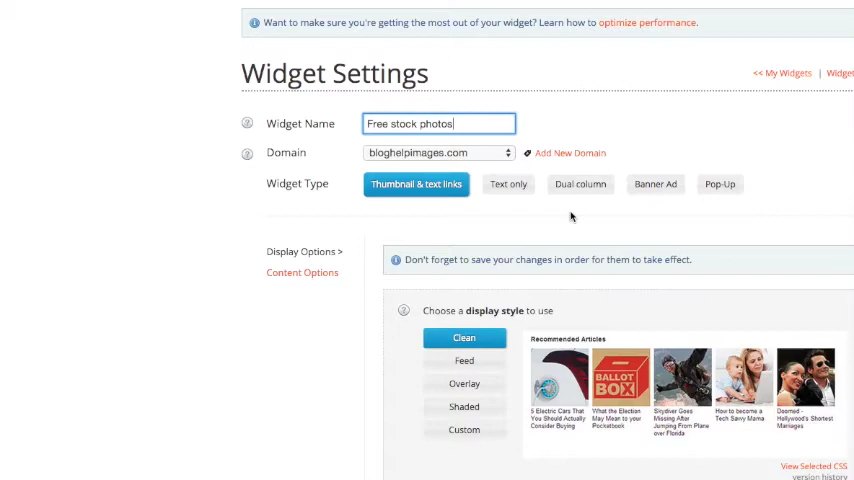 Want to make sure you're getting the most out of your widget? Learn how to optimize performance.
Widget Settings
<< My Widgets | Widget
Widget Name Free stock photos
Domain bloghelpimages.com Add New Domain
Widget Type Thumbnail & text links Text only Dual column Banner Ad Pop-Up
Display Options >
Content Options
Don't forget to save your changes in order for them to take effect.
Choose a display style to use
Clean
Feed
Overlay
Shaded
Custom
Recommended Articles
BALLOT BOX
5 Electric Cars That You Should Actually Consider Buying
What the Election May Mean to your Pocketbook
Skydiver Goes Missing After Jumping From Plane over Florida
How to become a Tech Savvy Mama
Doomed - Hollywood's Shortest Marriages
View Selected CSS
version history